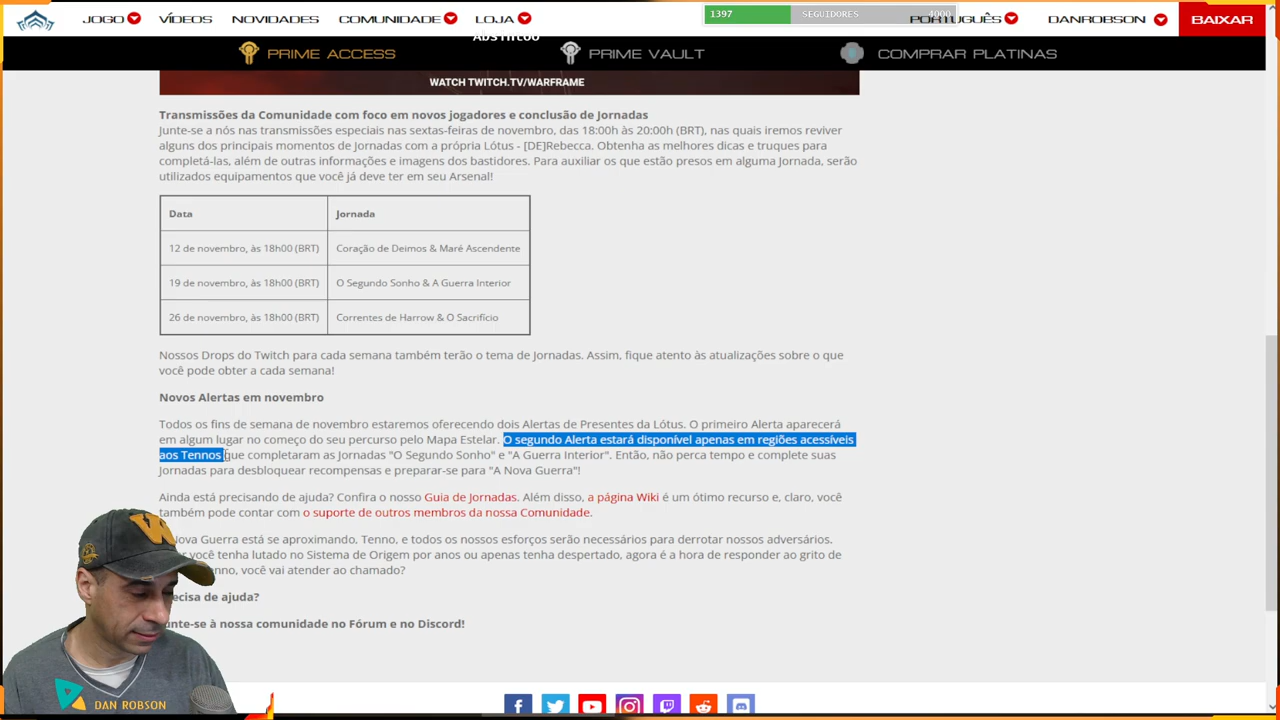 JOGO VÍDEOS NOVIDADES COMUNIDADE LOJA 1397 SEGUIDORES 4000 PORTUGUÊS DANROBSON BAIXAR
PRIME ACCESS PRIME VAULT COMPRAR PLATINAS
WATCH TWITCH.TV/WARFRAME
Transmissões da Comunidade com foco em novos jogadores e conclusão de Jornadas
Junte-se a nós nas transmissões especiais nas sextas-feiras de novembro, das 18:00h às 20:00h (BRT), nas quais iremos reviver
alguns dos principais momentos de Jornadas com a própria Lótus - [DE]Rebecca. Obtenha as melhores dicas e truques para
completá-las, além de outras informações e imagens dos bastidores. Para auxiliar os que estão presos em alguma Jornada, serão
utilizados equipamentos que você já deve ter em seu Arsenal!
Data Jornada
12 de novembro, às 18h00 (BRT) Coração de Deimos & Maré Ascendente
19 de novembro, às 18h00 (BRT) O Segundo Sonho & A Guerra Interior
26 de novembro, às 18h00 (BRT) Correntes de Harrow & O Sacrifício
Nossos Drops do Twitch para cada semana também terão o tema de Jornadas. Assim, fique atento às atualizações sobre o que
você pode obter a cada semana!
Novos Alertas em novembro
Todos os fins de semana de novembro estaremos oferecendo dois Alertas de Presentes da Lótus. O primeiro Alerta aparecerá
em algum lugar no começo do seu percurso pelo Mapa Estelar. O segundo Alerta estará disponível apenas em regiões acessíveis
aos Tennos que completaram as Jornadas "O Segundo Sonho" e "A Guerra Interior". Então, não perca tempo e complete suas
Jornadas para desbloquear recompensas e preparar-se para "A Nova Guerra"!
Ainda está precisando de ajuda? Confira o nosso Guia de Jornadas. Além disso, a página Wiki é um ótimo recurso e, claro, você
também pode contar com o suporte de outros membros da nossa Comunidade.
Nova Guerra está se aproximando, Tenno, e todos os nossos esforços serão necessários para derrotar nossos adversários.
você tenha lutado no Sistema de Origem por anos ou apenas tenha despertado, agora é a hora de responder ao grito de
enno, você vai atender ao chamado?
ecisa de ajuda?
unte-se à nossa comunidade no Fórum e no Discord!
DAN ROBSON